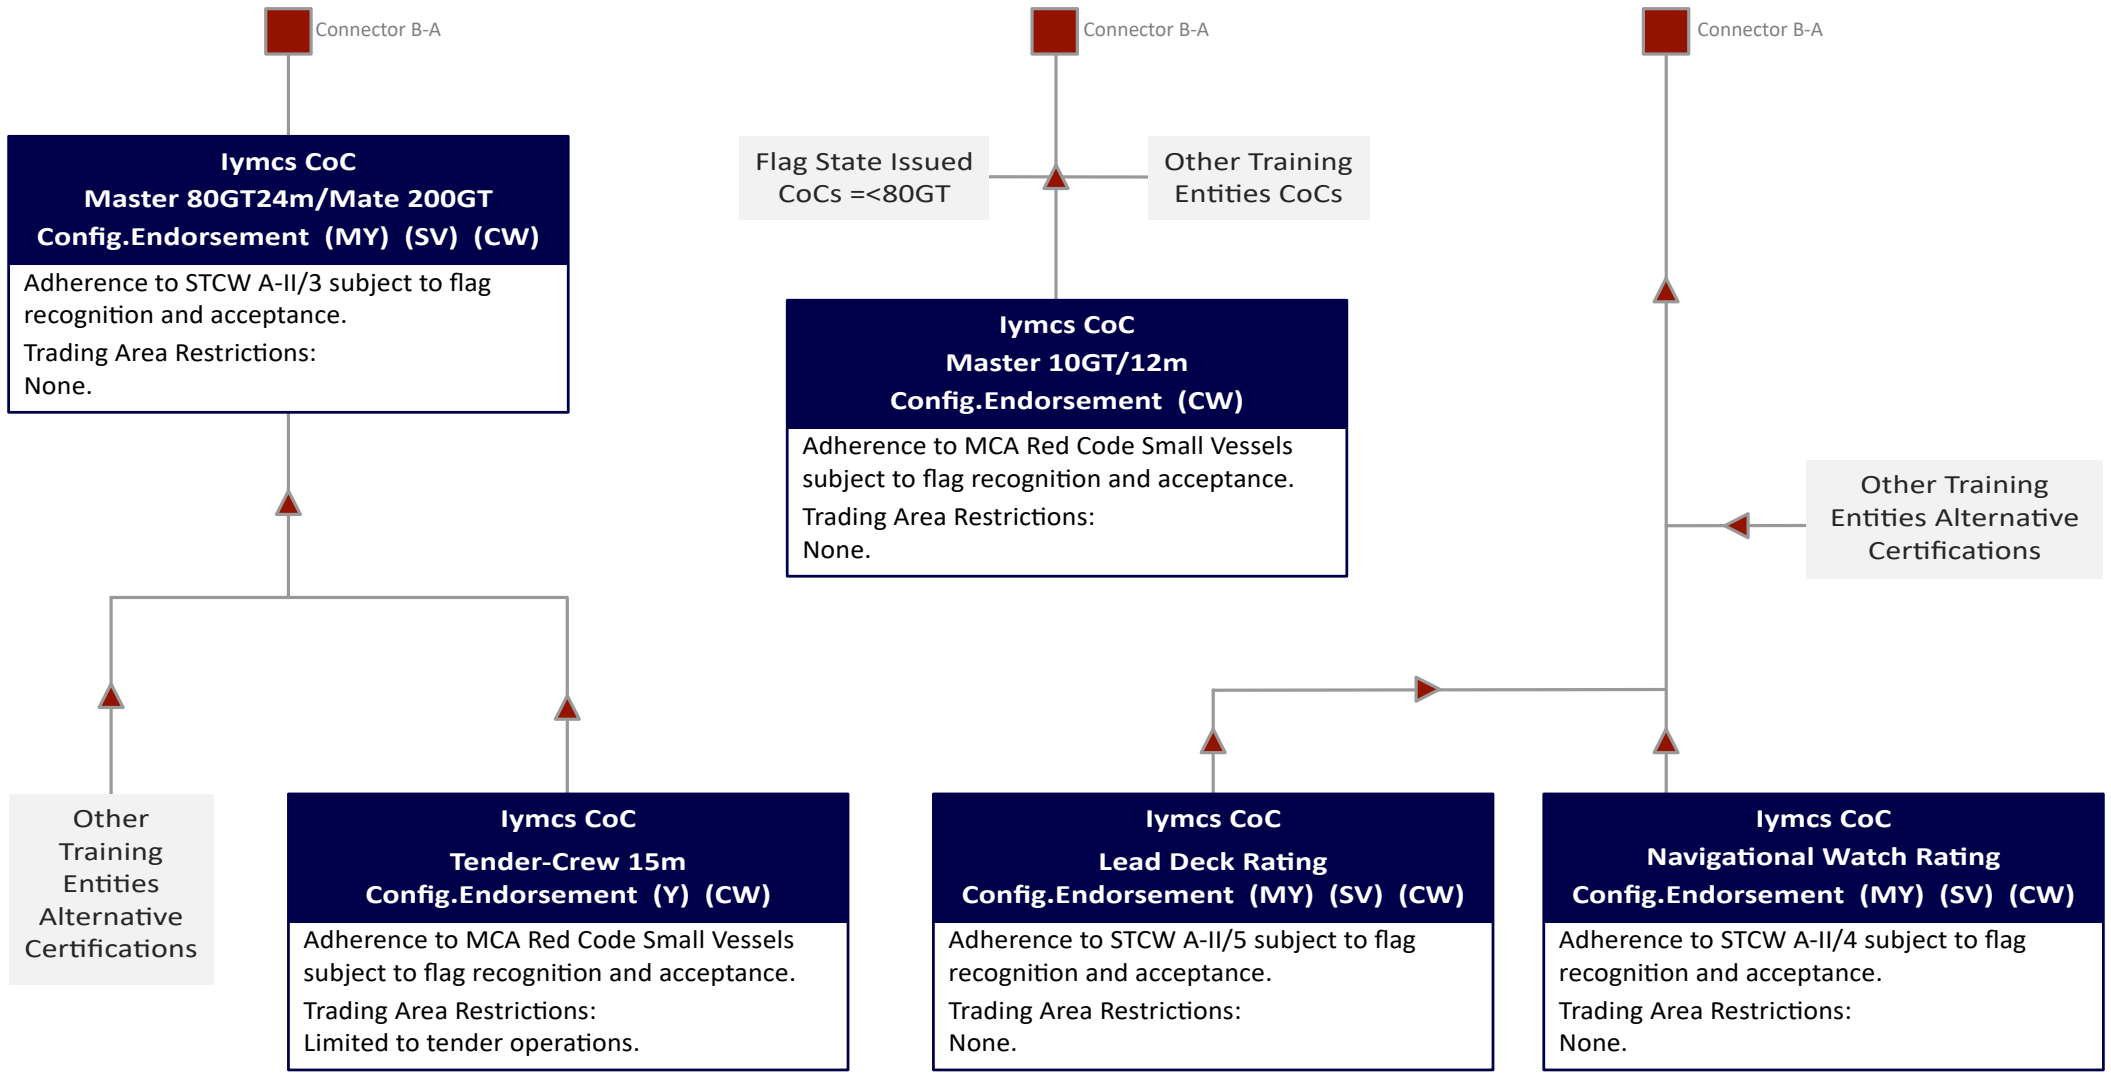 Connector B-A
Connector B-A
Connector B-A
Iymcs CoC
Master 80GT24m/Mate 200GT
Config.Endorsement (MY) (SV) (CW)
Adherence to STCW A-II/3 subject to flag
recognition and acceptance.
Trading Area Restrictions:
None.
Flag State Issued
CoCs =<80GT
Other Training
Entities CoCs
Iymcs CoC
Master 10GT/12m
Config.Endorsement (CW)
Adherence to MCA Red Code Small Vessels
subject to flag recognition and acceptance.
Trading Area Restrictions:
None.
Other Training
Entities Alternative
Certifications
Other
Training
Entities
Alternative
Certifications
Iymcs CoC
Tender-Crew 15m
Config.Endorsement (Y) (CW)
Adherence to MCA Red Code Small Vessels
subject to flag recognition and acceptance.
Trading Area Restrictions:
Limited to tender operations.
Iymcs CoC
Lead Deck Rating
Config.Endorsement (MY) (SV) (CW)
Adherence to STCW A-II/5 subject to flag
recognition and acceptance.
Trading Area Restrictions:
None.
Iymcs CoC
Navigational Watch Rating
Config.Endorsement (MY) (SV) (CW)
Adherence to STCW A-II/4 subject to flag
recognition and acceptance.
Trading Area Restrictions:
None.